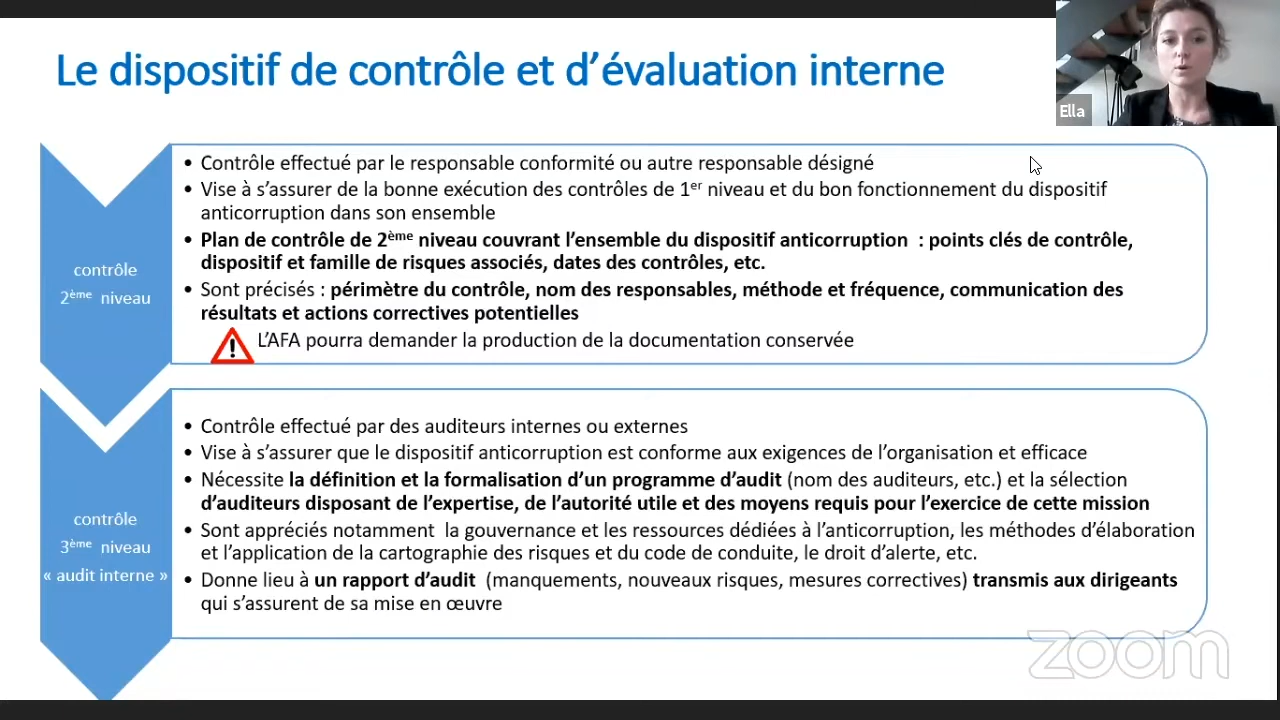 Le dispositif de contrôle et d’évaluation interne
Ella
contrôle
2ème niveau
• Contrôle effectué par le responsable conformité ou autre responsable désigné
• Vise à s’assurer de la bonne exécution des contrôles de 1er niveau et du bon fonctionnement du dispositif
anticorruption dans son ensemble
• Plan de contrôle de 2ème niveau couvrant l’ensemble du dispositif anticorruption : points clés de contrôle,
dispositif et famille de risques associés, dates des contrôles, etc.
• Sont précisés : périmètre du contrôle, nom des responsables, méthode et fréquence, communication des
résultats et actions correctives potentielles
! L’AFA pourra demander la production de la documentation conservée
contrôle
3ème niveau
« audit interne »
• Contrôle effectué par des auditeurs internes ou externes
• Vise à s’assurer que le dispositif anticorruption est conforme aux exigences de l’organisation et efficace
• Nécessite la définition et la formalisation d’un programme d’audit (nom des auditeurs, etc.) et la sélection
d’auditeurs disposant de l’expertise, de l’autorité utile et des moyens requis pour l’exercice de cette mission
• Sont appréciés notamment la gouvernance et les ressources dédiées à l’anticorruption, les méthodes d’élaboration
et l’application de la cartographie des risques et du code de conduite, le droit d’alerte, etc.
• Donne lieu à un rapport d’audit (manquements, nouveaux risques, mesures correctives) transmis aux dirigeants
qui s’assurent de sa mise en œuvre
zoom